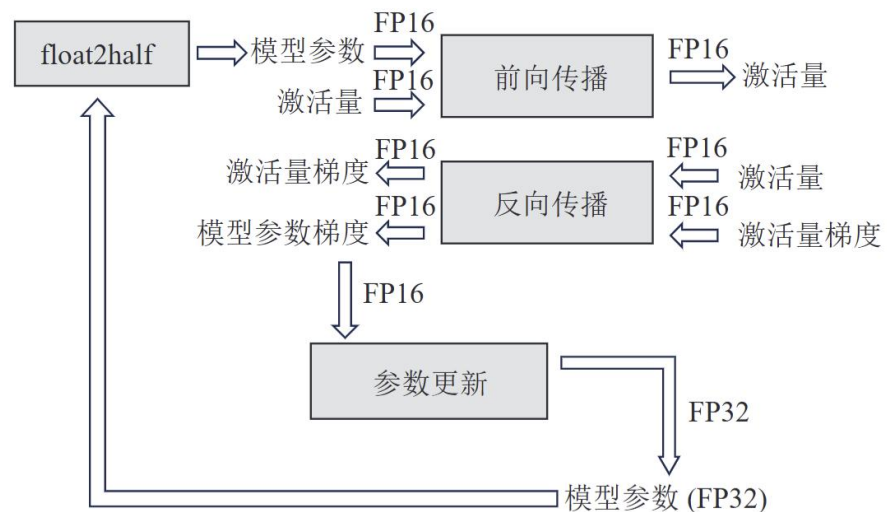 FP16
FP16
float2half
模型参数
前向传播
激活量
FP16
激活量
FP16
FP16
激活量梯度
激活量
反向传播
FP16
FP16
模型参数梯度
激活量梯度
FP16
参数更新
FP32
模型参数 (FP32)